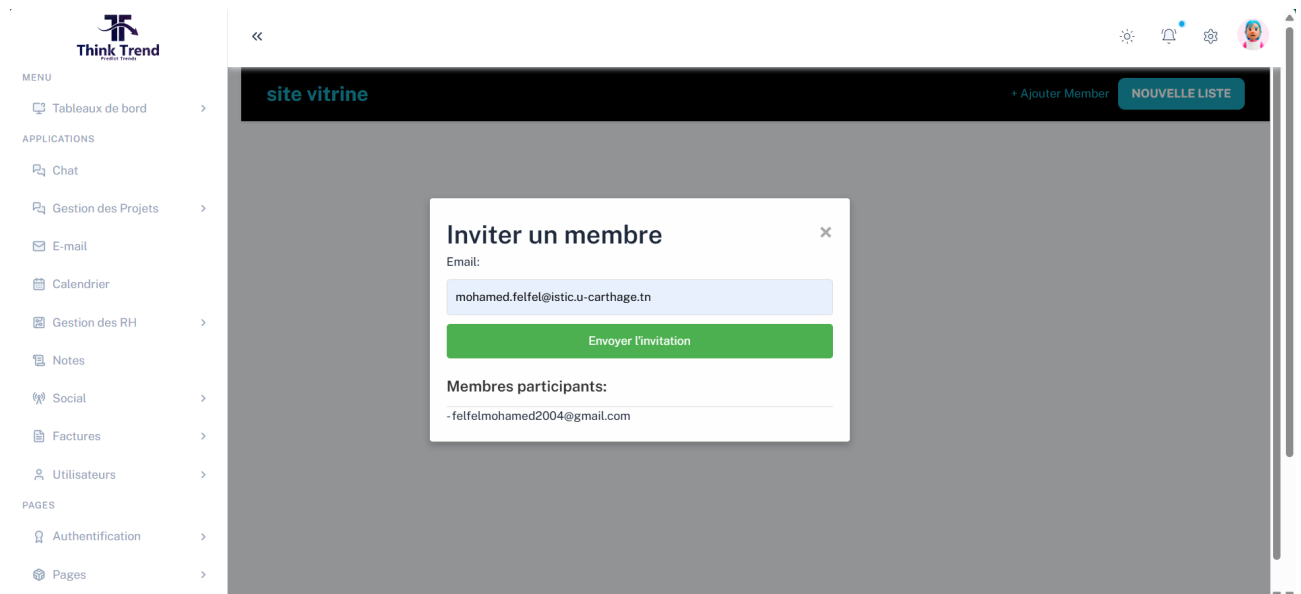 Think Trend
Predict Trends
MENU
Tableaux de bord
APPLICATIONS
Chat
Gestion des Projets
E-mail
Calendrier
Gestion des RH
Notes
Social
Factures
Utilisateurs
PAGES
Authentification
Pages
site vitrine
+ Ajouter Member
NOUVELLE LISTE
Inviter un membre
×
Email:
mohamed.felfel@istic.u-carthage.tn
Envoyer l'invitation
Membres participants:
- felfelmohamed2004@gmail.com